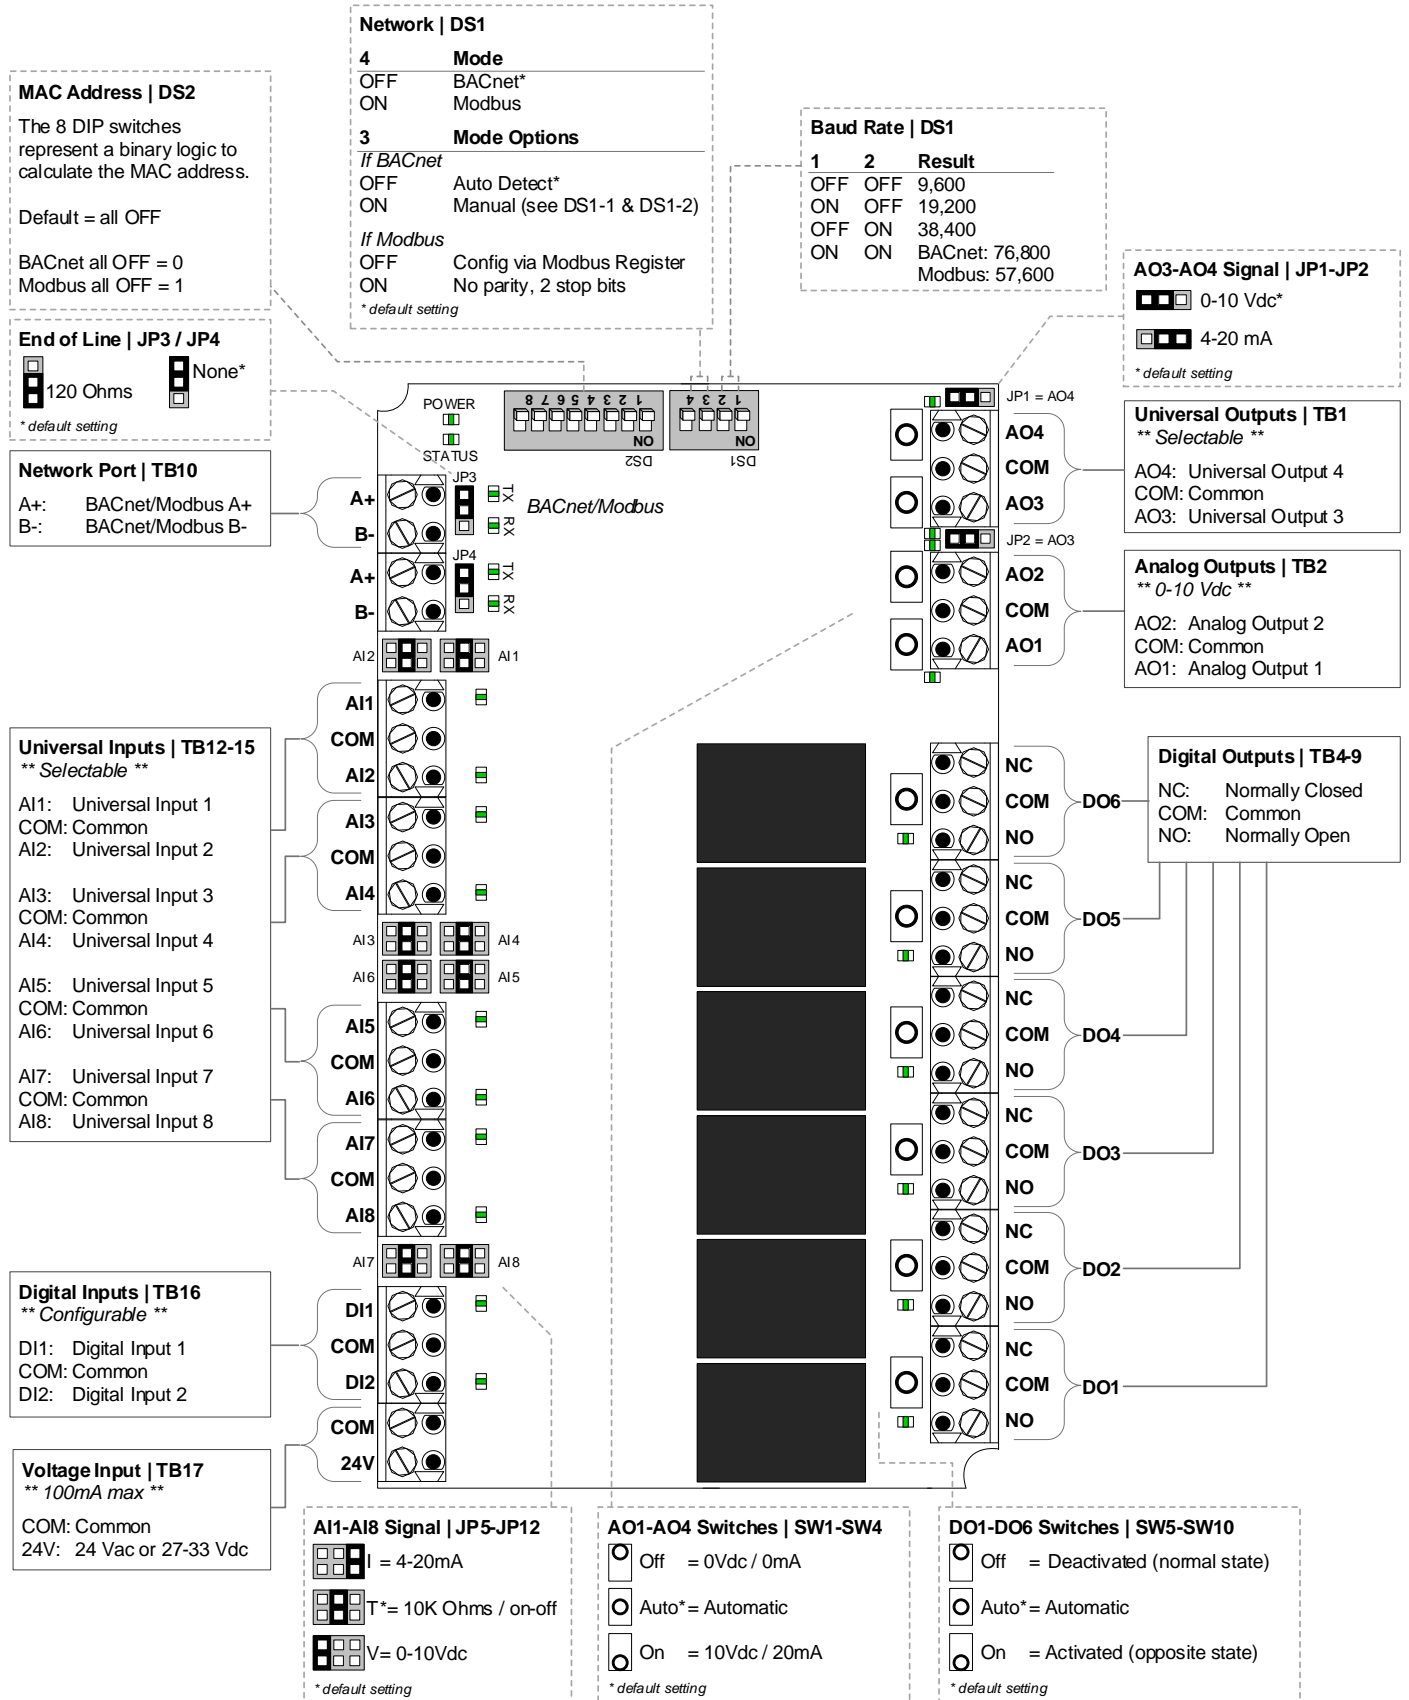 Network | DS1
4 Mode
OFF BACnet*
ON Modbus
3 Mode Options
If BACnet
OFF Auto Detect*
ON Manual (see DS1-1 & DS1-2)
If Modbus
OFF Config via Modbus Register
ON No parity, 2 stop bits
* default setting
MAC Address | DS2
The 8 DIP switches
represent a binary logic to
calculate the MAC address.
Default = all OFF
BACnet all OFF = 0
Modbus all OFF = 1
Baud Rate | DS1
1 2 Result
OFF OFF 9,600
ON OFF 19,200
OFF ON 38,400
ON ON BACnet: 76,800
Modbus: 57,600
AO3-AO4 Signal | JP1-JP2
0-10 Vdc*
4-20 mA
* default setting
End of Line | JP3 / JP4
120 Ohms
None*
* default setting
Network Port | TB10
A+: BACnet/Modbus A+
B-: BACnet/Modbus B-
POWER
STATUS
8 7 6 5 4 3 2 1
ON
DS2
4 3 2 1
ON
DS1
JP1 = AO4
AO4
COM
AO3
JP2 = AO3
AO2
COM
AO1
Universal Outputs | TB1
** Selectable **
AO4: Universal Output 4
COM: Common
AO3: Universal Output 3
Analog Outputs | TB2
** 0-10 Vdc **
AO2: Analog Output 2
COM: Common
AO1: Analog Output 1
A+
B-
JP3
TX
RX
BACnet/Modbus
A+
B-
JP4
TX
RX
AI2
AI1
AI1
COM
AI2
AI3
COM
AI4
AI3
AI4
AI6
AI5
AI5
COM
AI6
AI7
COM
AI8
AI7
AI8
DI1
COM
DI2
COM
24V
Universal Inputs | TB12-15
** Selectable **
AI1: Universal Input 1
COM: Common
AI2: Universal Input 2
AI3: Universal Input 3
COM: Common
AI4: Universal Input 4
AI5: Universal Input 5
COM: Common
AI6: Universal Input 6
AI7: Universal Input 7
COM: Common
AI8: Universal Input 8
Digital Inputs | TB16
** Configurable **
DI1: Digital Input 1
COM: Common
DI2: Digital Input 2
Voltage Input | TB17
** 100mA max **
COM: Common
24V: 24 Vac or 27-33 Vdc
NC
COM
NO
DO6
NC
COM
NO
DO5
NC
COM
NO
DO4
NC
COM
NO
DO3
NC
COM
NO
DO2
NC
COM
NO
DO1
Digital Outputs | TB4-9
NC: Normally Closed
COM: Common
NO: Normally Open
AI1-AI8 Signal | JP5-JP12
I = 4-20mA
T*= 10K Ohms / on-off
V= 0-10Vdc
* default setting
AO1-AO4 Switches | SW1-SW4
Off = 0Vdc / 0mA
Auto*= Automatic
On = 10Vdc / 20mA
* default setting
DO1-DO6 Switches | SW5-SW10
Off = Deactivated (normal state)
Auto*= Automatic
On = Activated (opposite state)
* default setting